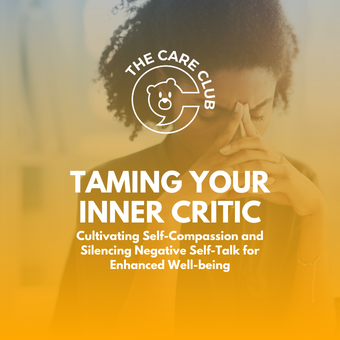 THE CARE CLUB
TAMING YOUR
INNER CRITIC
Cultivating Self-Compassion and
Silencing Negative Self-Talk for
Enhanced Well-being